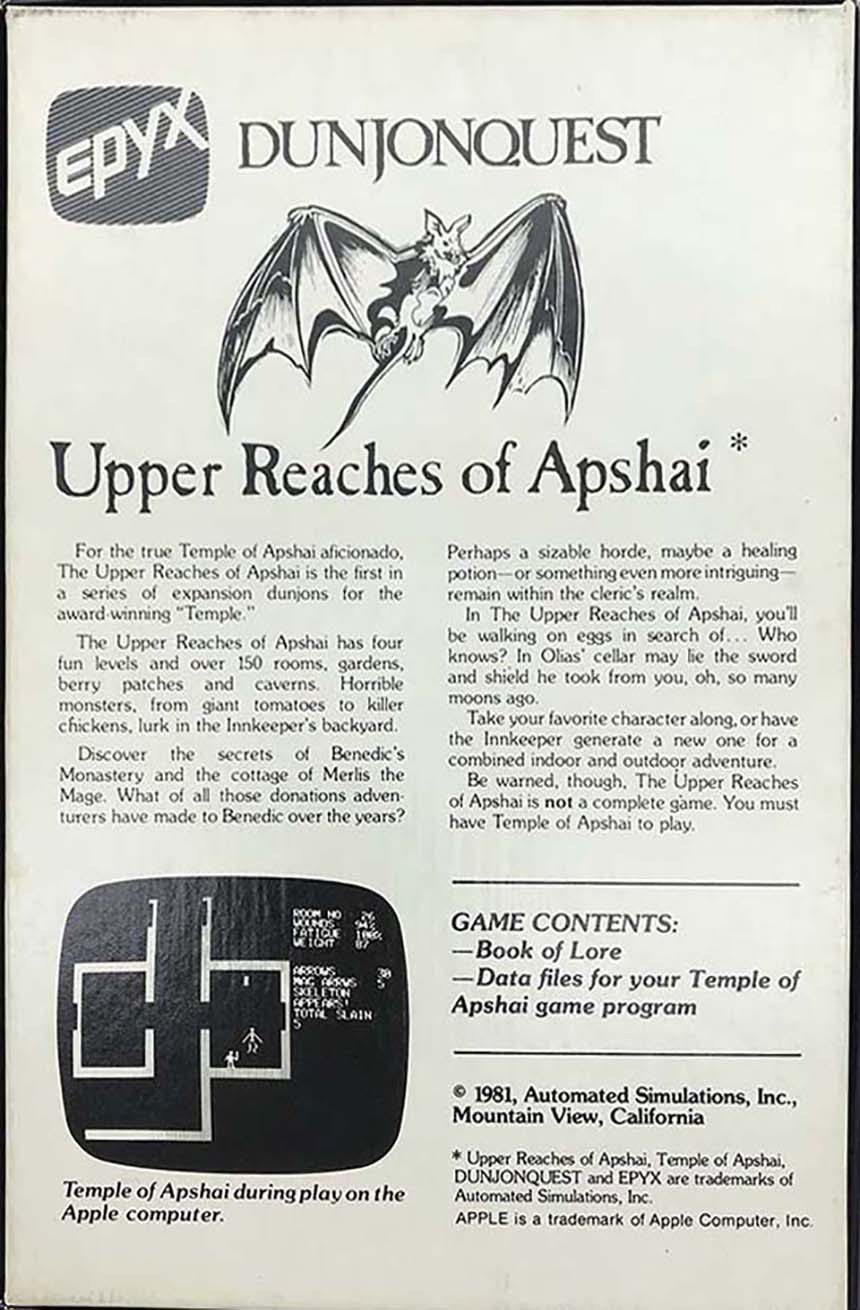 EPYX
DUNJONQUEST
Upper Reaches of Apshai *
For the true Temple of Apshai aficionado,
The Upper Reaches of Apshai is the first in
a series of expansion dunjons for the
award-winning "Temple."
The Upper Reaches of Apshai has four
fun levels and over 150 rooms, gardens,
berry patches and caverns. Horrible
monsters, from giant tomatoes to killer
chickens, lurk in the Innkeeper's backyard.
Discover the secrets of Benedic's
Monastery and the cottage of Merlis the
Mage. What of all those donations adven-
turers have made to Benedic over the years?
Perhaps a sizable horde, maybe a healing
potion—or something even more intriguing—
remain within the cleric's realm.
In The Upper Reaches of Apshai, you'll
be walking on eggs in search of... Who
knows? In Olias' cellar may lie the sword
and shield he took from you, oh, so many
moons ago.
Take your favorite character along, or have
the Innkeeper generate a new one for a
combined indoor and outdoor adventure.
Be warned, though, The Upper Reaches
of Apshai is not a complete game. You must
have Temple of Apshai to play.
ROOM NO 26
WOUNDS 94%
FATIGUE 100%
WEIGHT 87
ARROWS 30
MAG ARRWS 5
SKELETON
APPEARS!
TOTAL SLAIN
5
Temple of Apshai during play on the
Apple computer.
GAME CONTENTS:
—Book of Lore
—Data files for your Temple of
Apshai game program
© 1981, Automated Simulations, Inc.,
Mountain View, California
* Upper Reaches of Apshai, Temple of Apshai,
DUNJONQUEST and EPYX are trademarks of
Automated Simulations, Inc.
APPLE is a trademark of Apple Computer, Inc.